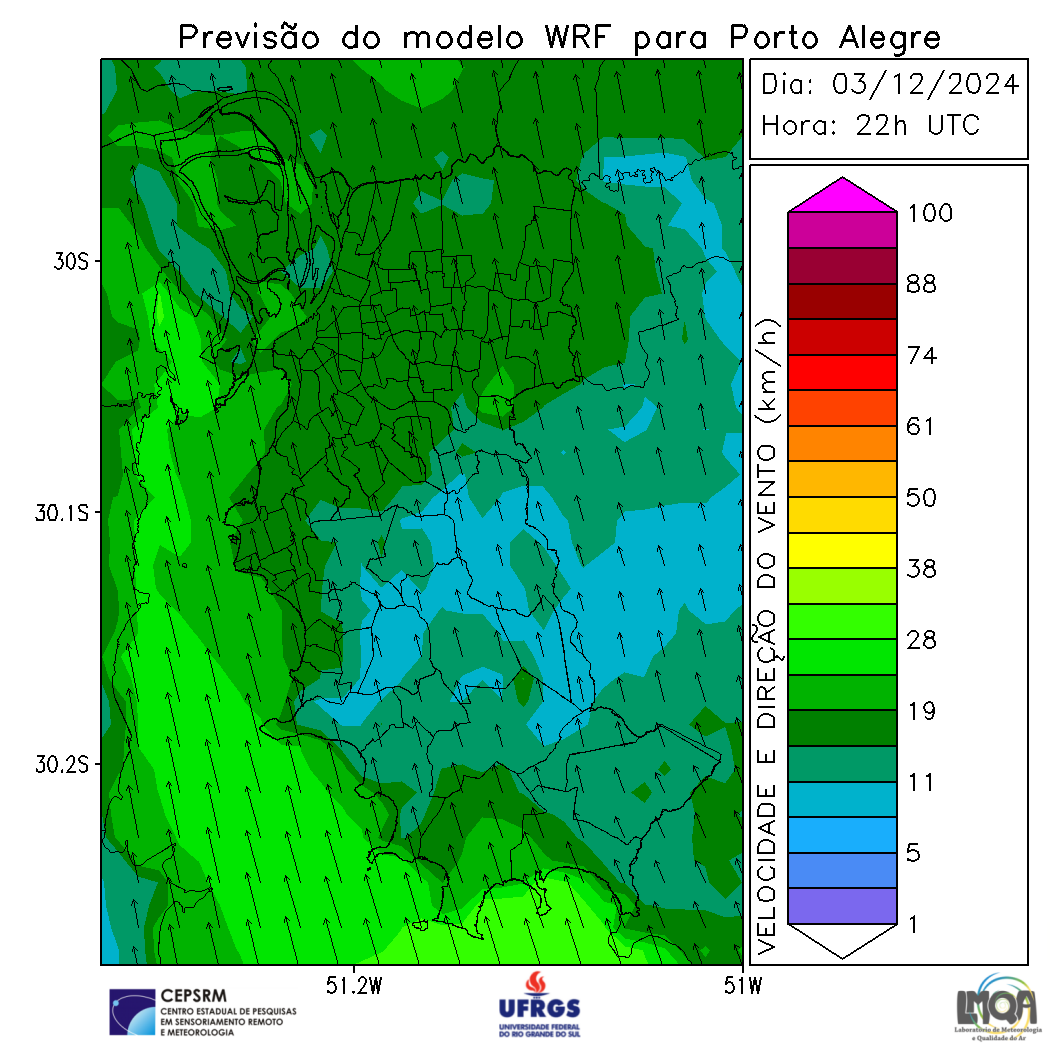 Previsão do modelo WRF para Porto Alegre
Dia: 03/12/2024
Hora: 22h UTC
30S
30.1S
30.2S
51.2W
51W
VELOCIDADE E DIREÇÃO DO VENTO (km/h)
100
88
74
61
50
38
28
19
11
5
1
CEPSRM
CENTRO ESTADUAL DE PESQUISAS
EM SENSORIAMENTO REMOTO
E METEOROLOGIA
UFRGS
UNIVERSIDADE FEDERAL
DO RIO GRANDE DO SUL
LMQA
Laboratório de Meteorologia
e Qualidade do Ar